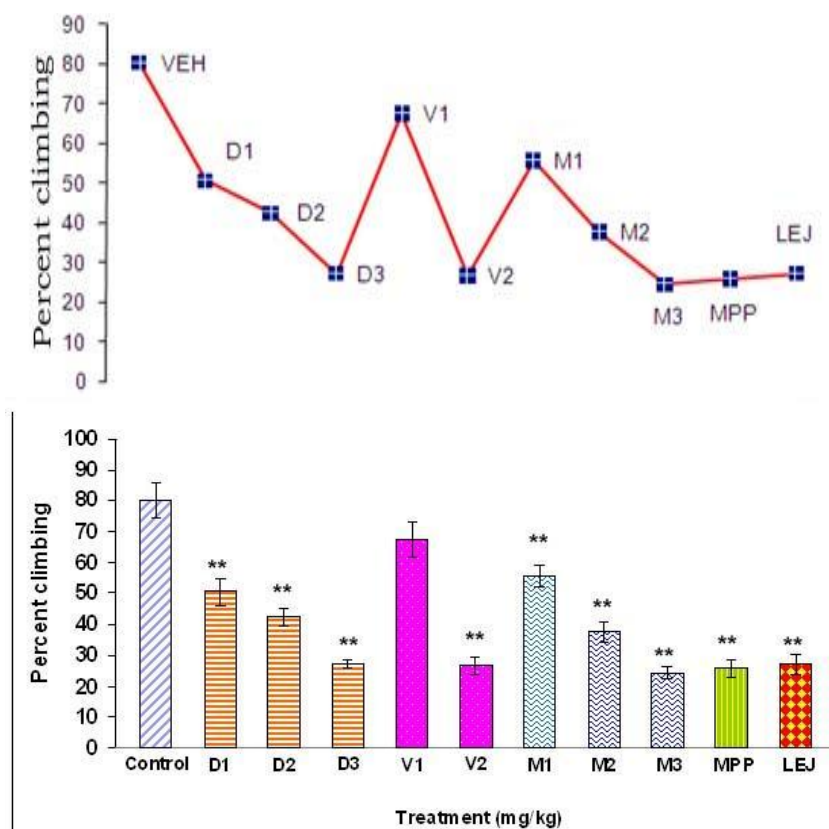 Percent climbing
90
80
70
60
50
40
30
20
10
0
VEH
D1
D2
D3
V1
V2
M1
M2
M3
MPP
LEJ
Percent climbing
100
90
80
70
60
50
40
30
20
10
0
**
**
**
**
**
**
**
**
**
Control D1 D2 D3 V1 V2 M1 M2 M3 MPP LEJ
Treatment (mg/kg)